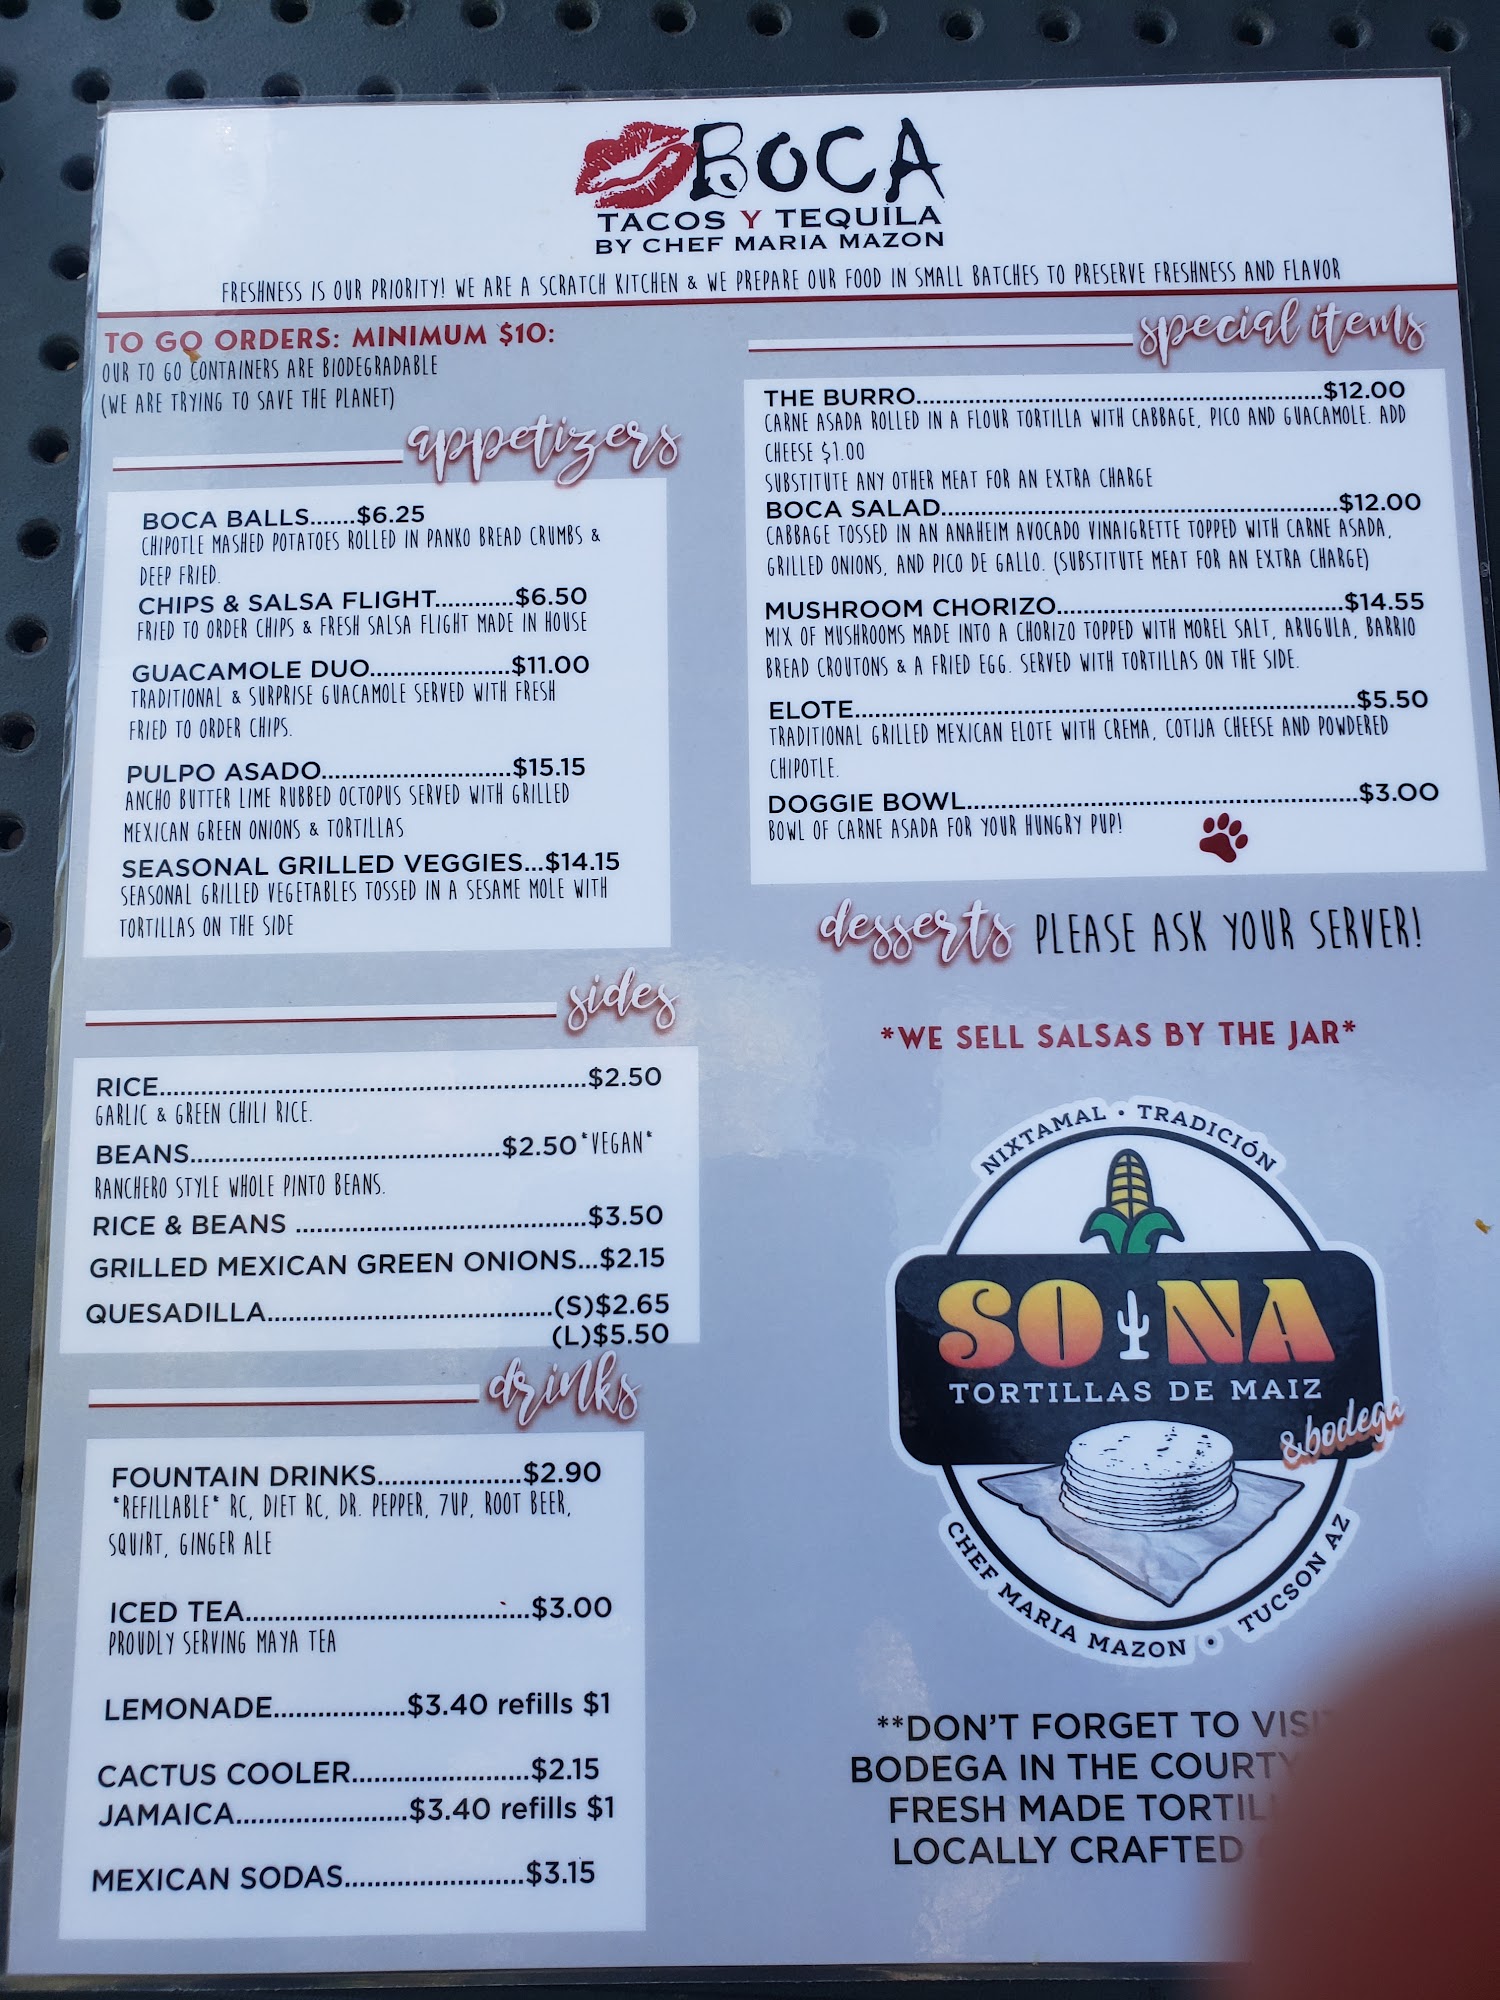 BOCA
TACOS Y TEQUILA
BY CHEF MARIA MAZON
FRESHNESS IS OUR PRIORITY! WE ARE A SCRATCH KITCHEN & WE PREPARE OUR FOOD IN SMALL BATCHES TO PRESERVE FRESHNESS AND FLAVOR
TO GO ORDERS: MINIMUM $10:
OUR TO GO CONTAINERS ARE BIODEGRADABLE
(WE ARE TRYING TO SAVE THE PLANET)
appetizers
BOCA BALLS.......$6.25
CHIPOTLE MASHED POTATOES ROLLED IN PANKO BREAD CRUMBS &
DEEP FRIED.
CHIPS & SALSA FLIGHT............$6.50
FRIED TO ORDER CHIPS & FRESH SALSA FLIGHT MADE IN HOUSE
GUACAMOLE DUO......................$11.00
TRADITIONAL & SURPRISE GUACAMOLE SERVED WITH FRESH
FRIED TO ORDER CHIPS.
PULPO ASADO.............................$15.15
ANCHO BUTTER LIME RUBBED OCTOPUS SERVED WITH GRILLED
MEXICAN GREEN ONIONS & TORTILLAS
SEASONAL GRILLED VEGGIES...$14.15
SEASONAL GRILLED VEGETABLES TOSSED IN A SESAME MOLE WITH
TORTILLAS ON THE SIDE
sides
RICE.................................................................$2.50
GARLIC & GREEN CHILI RICE.
BEANS...............................................$2.50 *VEGAN*
RANCHERO STYLE WHOLE PINTO BEANS.
RICE & BEANS ............................................$3.50
GRILLED MEXICAN GREEN ONIONS...$2.15
QUESADILLA...........................................(S)$2.65
(L)$5.50
drinks
FOUNTAIN DRINKS......................$2.90
*REFILLABLE* RC, DIET RC, DR. PEPPER, 7UP, ROOT BEER,
SQUIRT, GINGER ALE
ICED TEA...........................................$3.00
PROUDLY SERVING MAYA TEA
LEMONADE...................$3.40 refills $1
CACTUS COOLER..........................$2.15
JAMAICA.........................$3.40 refills $1
MEXICAN SODAS..........................$3.15
special items
THE BURRO.............................................................$12.00
CARNE ASADA ROLLED IN A FLOUR TORTILLA WITH CABBAGE, PICO AND GUACAMOLE. ADD
CHEESE $1.00
SUBSTITUTE ANY OTHER MEAT FOR AN EXTRA CHARGE
BOCA SALAD...........................................................$12.00
CABBAGE TOSSED IN AN ANAHEIM AVOCADO VINAIGRETTE TOPPED WITH CARNE ASADA,
GRILLED ONIONS, AND PICO DE GALLO. (SUBSTITUTE MEAT FOR AN EXTRA CHARGE)
MUSHROOM CHORIZO...........................................$14.55
MIX OF MUSHROOMS MADE INTO A CHORIZO TOPPED WITH MOREL SALT, ARUGULA, BARRIO
BREAD CROUTONS & A FRIED EGG. SERVED WITH TORTILLAS ON THE SIDE.
ELOTE..........................................................................$5.50
TRADITIONAL GRILLED MEXICAN ELOTE WITH CREMA, COTIJA CHEESE AND POWDERED
CHIPOTLE.
DOGGIE BOWL..........................................................$3.00
BOWL OF CARNE ASADA FOR YOUR HUNGRY PUP!
desserts PLEASE ASK YOUR SERVER!
*WE SELL SALSAS BY THE JAR*
NIXTAMAL • TRADICIÓN
SONA
TORTILLAS DE MAIZ
&bodega
CHEF MARIA MAZON • TUCSON AZ
**DON'T FORGET TO
BODEGA IN THE
FRESH MADE
LOCALLY CRAFTED